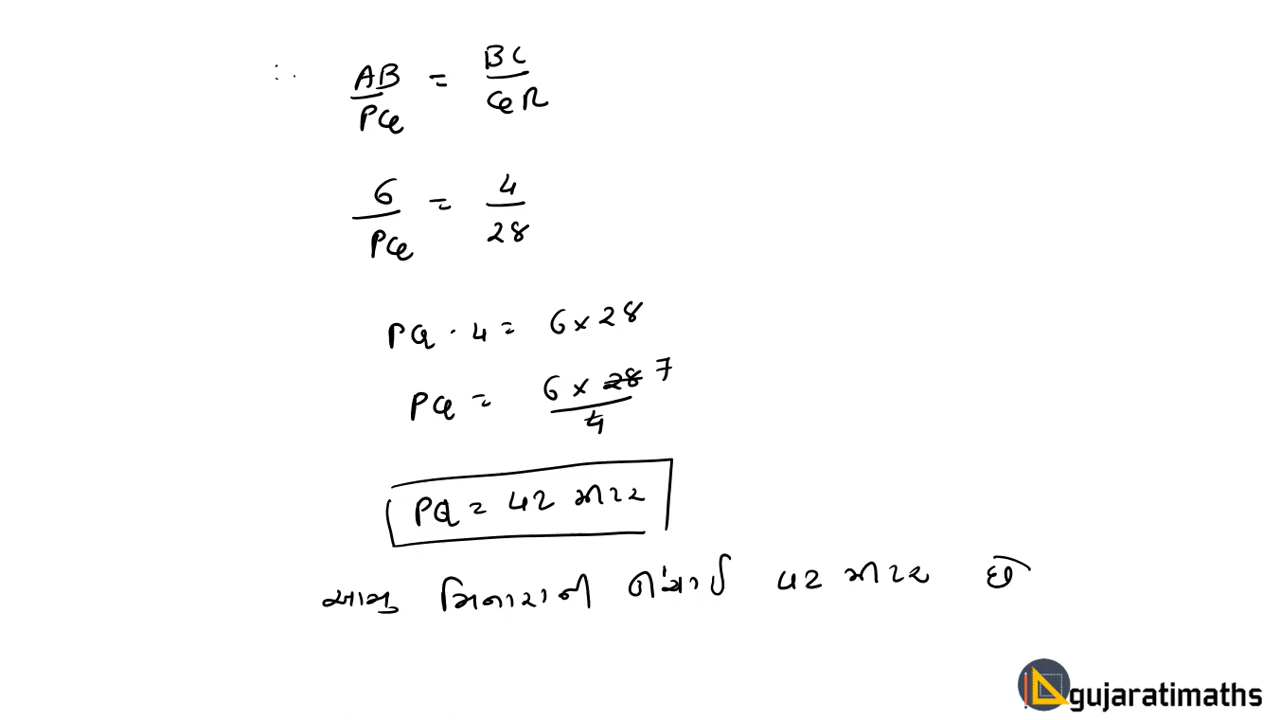 ∴ AB/PQ = BC/QR
6/PQ = 4/28
PQ · 4 = 6 × 28
PQ = 6 × 28 7/4
PQ = 42 મીટર
આમ મિનારાની ઊંચાઈ 42 મીટર છે
gujaratimaths